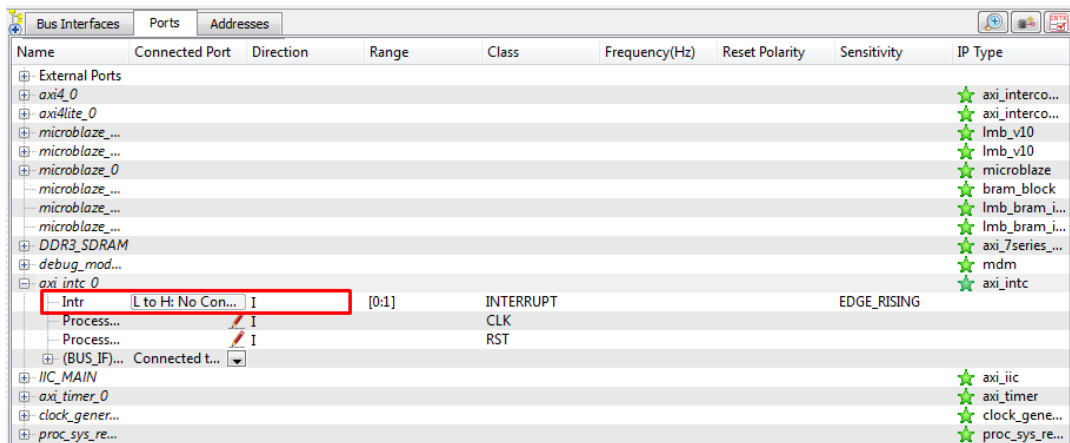 Bus Interfaces Ports Addresses
Name Connected Port Direction Range Class Frequency(Hz) Reset Polarity Sensitivity IP Type
External Ports
axi4_0 axi_interco...
axi4lite_0 axi_interco...
microblaze_... lmb_v10
microblaze_... lmb_v10
microblaze_0 microblaze
microblaze_... bram_block
microblaze_... lmb_bram_i...
microblaze_... lmb_bram_i...
DDR3_SDRAM axi_7series_...
debug_mod... mdm
axi_intc_0 axi_intc
Intr L to H: No Con... I [0:1] INTERRUPT EDGE_RISING
Process... I CLK
Process... I RST
(BUS_IF)... Connected t...
IIC_MAIN axi_iic
axi_timer_0 axi_timer
clock_gener... clock_gene...
proc_sys_re... proc_sys_re...